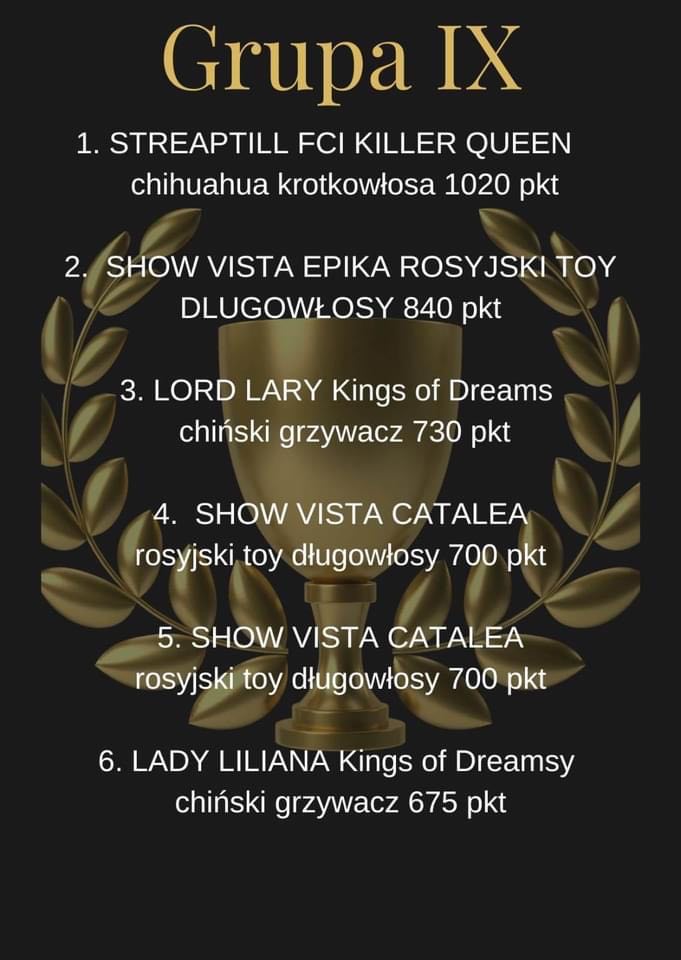 Grupa IX
1. STREAPTILL FCI KILLER QUEEN
chihuahua krotkowłosa 1020 pkt
2. SHOW VISTA EPIKA ROSYJSKI TOY
DLUGOWŁOSY 840 pkt
3. LORD LARY Kings of Dreams
chiński grzywacz 730 pkt
4. SHOW VISTA CATALEA
rosyjski toy długowłosy 700 pkt
5. SHOW VISTA CATALEA
rosyjski toy długowłosy 700 pkt
6. LADY LILIANA Kings of Dreamsy
chiński grzywacz 675 pkt